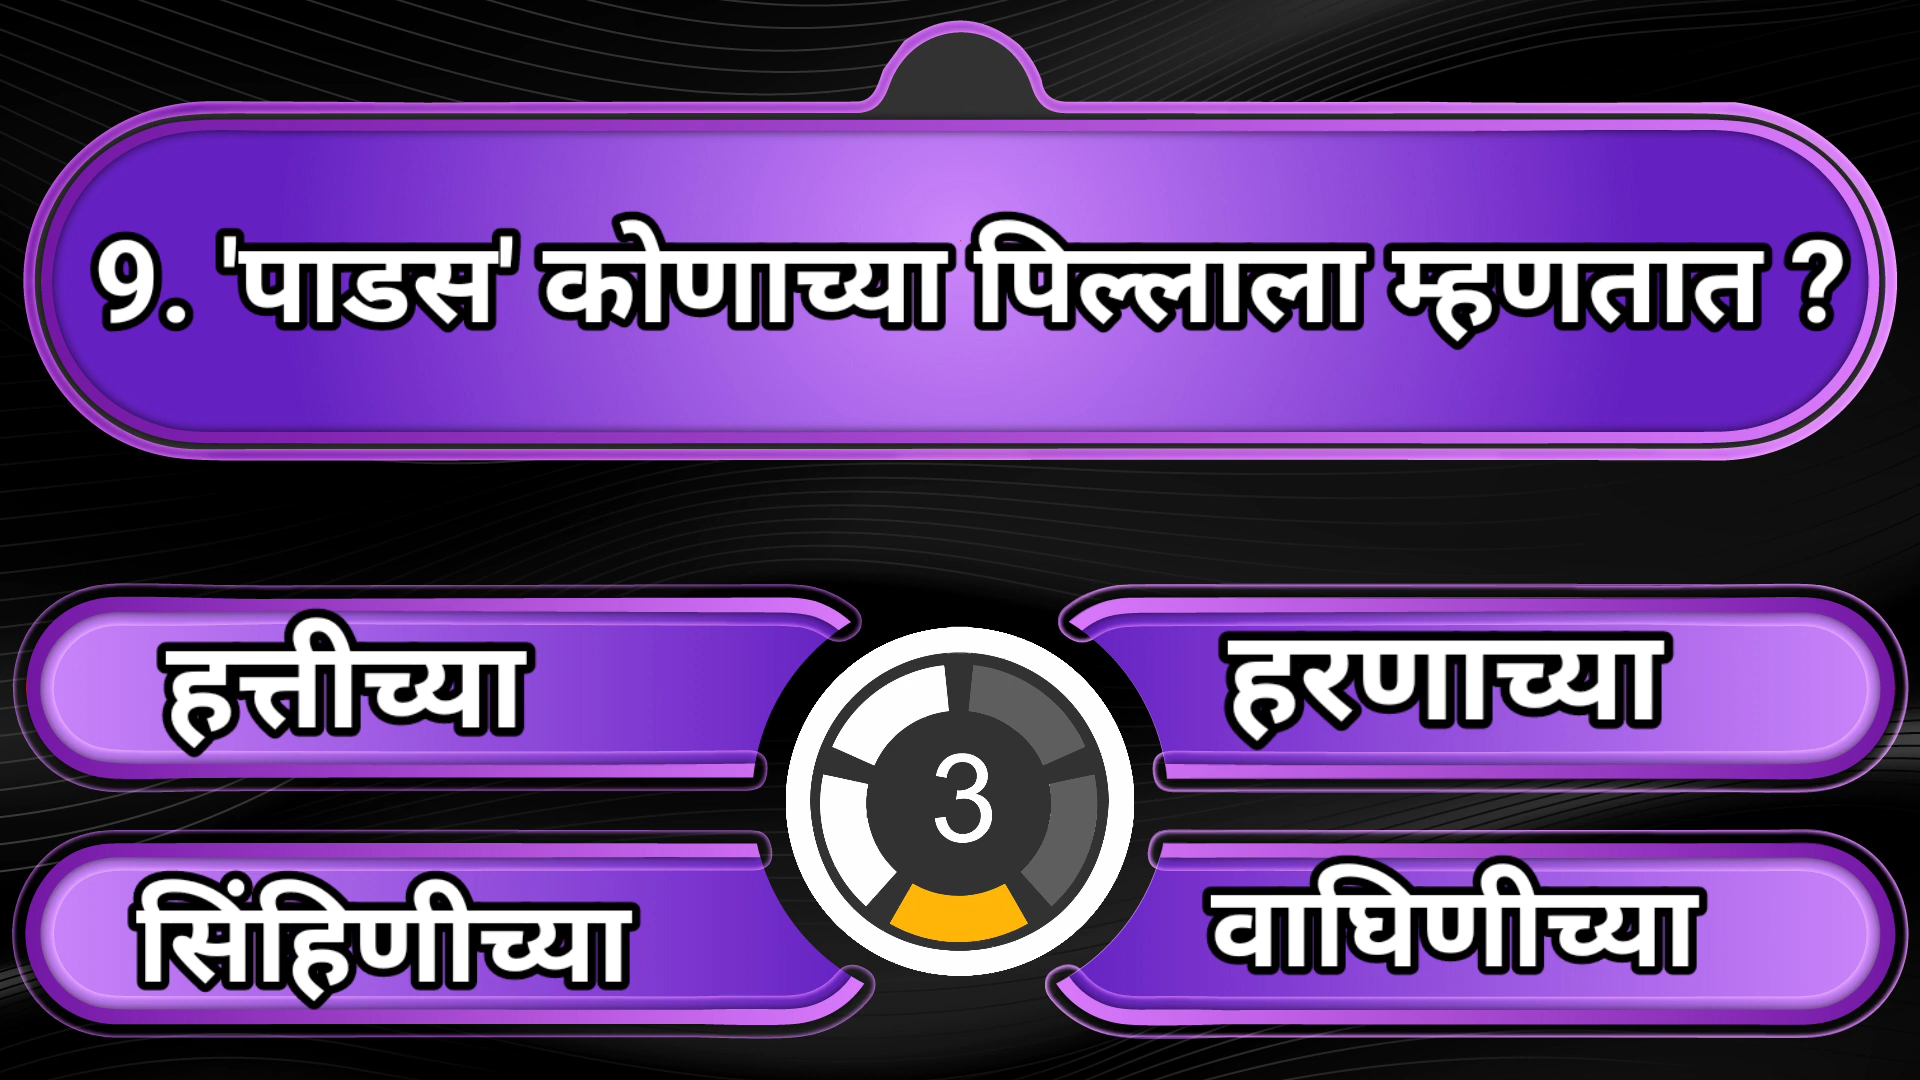 9. 'पाडस' कोणाच्या पिल्लाला म्हणतात ?
हत्तीच्या
हरणाच्या
3
सिंहिणीच्या
वाघिणीच्या